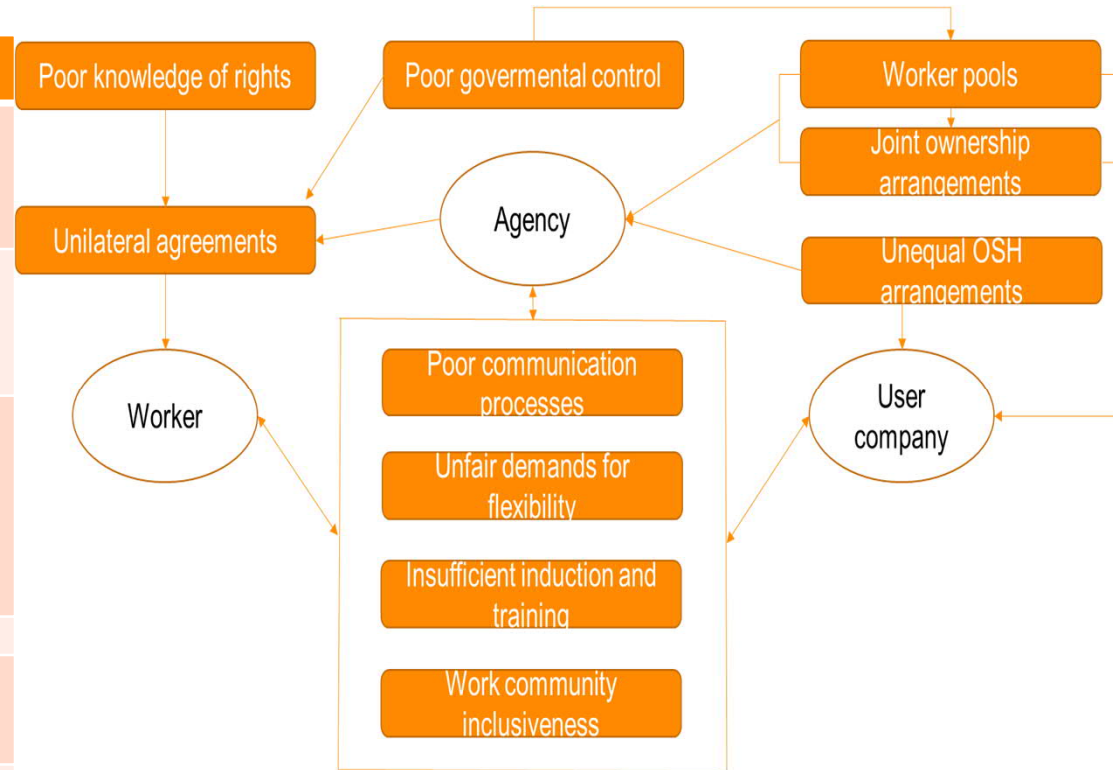 Poor knowledge of rights
Poor govermental control
Worker pools
Joint ownership
arrangements
Agency
Unilateral agreements
Unequal OSH
arrangements
Poor communication
processes
Worker
User
company
Unfair demands for
flexibility
Insufficient induction and
training
Work community
inclusiveness